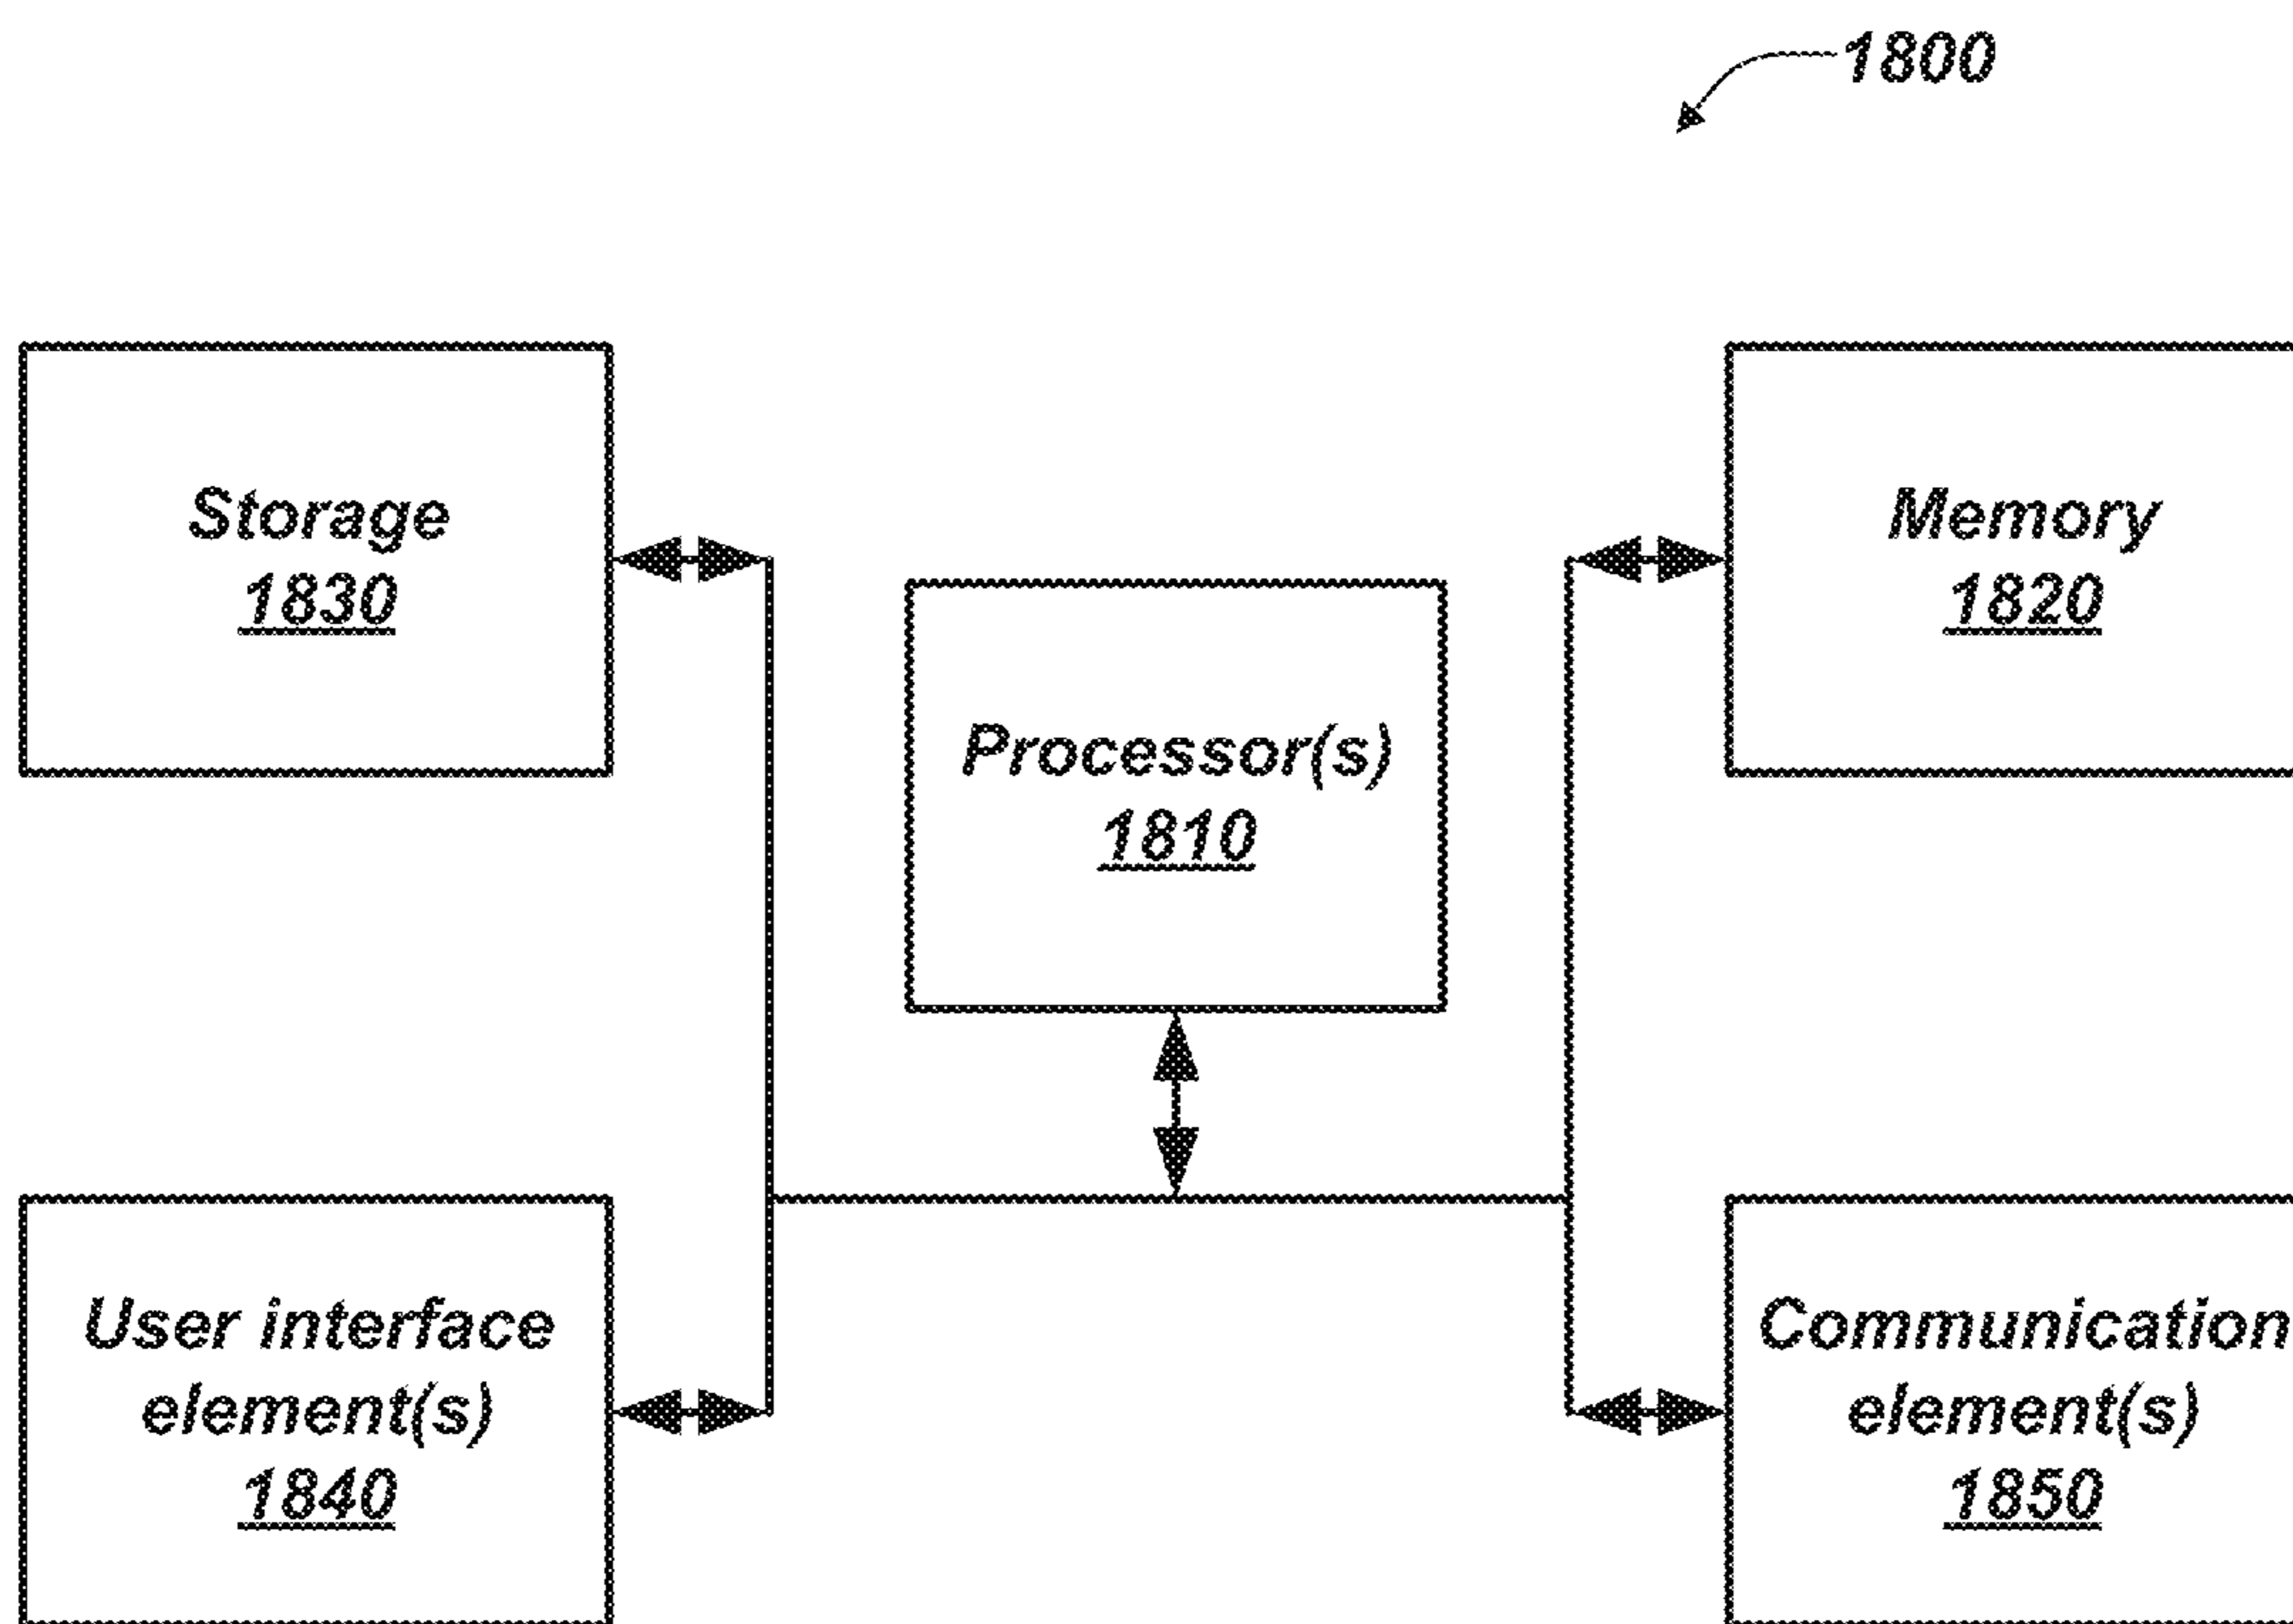 1800
Storage
1830
Memory
1820
Processor(s)
1810
User interface
element(s)
1840
Communication
element(s)
1850